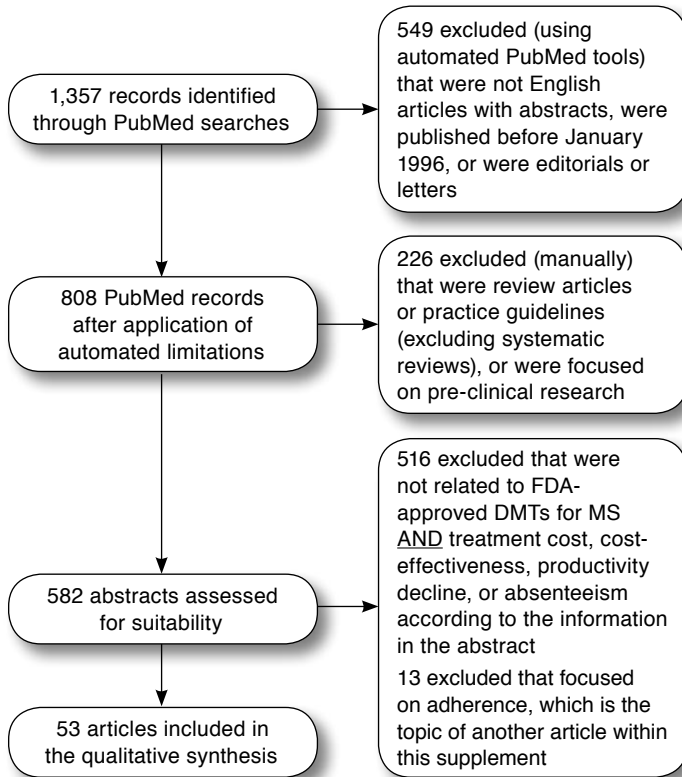 1,357 records identified
through PubMed searches
549 excluded (using
automated PubMed tools)
that were not English
articles with abstracts, were
published before January
1996, or were editorials or
letters
808 PubMed records
after application of
automated limitations
226 excluded (manually)
that were review articles
or practice guidelines
(excluding systematic
reviews), or were focused
on pre-clinical research
582 abstracts assessed
for suitability
516 excluded that were
not related to FDA-
approved DMTs for MS
AND treatment cost, cost-
effectiveness, productivity
decline, or absenteeism
according to the information
in the abstract
13 excluded that focused
on adherence, which is the
topic of another article within
this supplement
53 articles included in
the qualitative synthesis